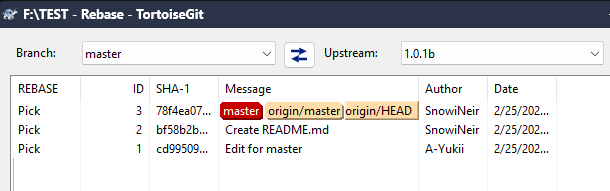 F:\TEST - Rebase - TortoiseGit
Branch: master Upstream: 1.0.1b
REBASE ID SHA-1 Message Author Date
Pick 3 78f4ea07... master origin/master origin/HEAD SnowiNeir 2/25/202...
Pick 2 bf58b2b... Create README.md SnowiNeir 2/25/202...
Pick 1 cd99509... Edit for master A-Yukii 2/25/202...